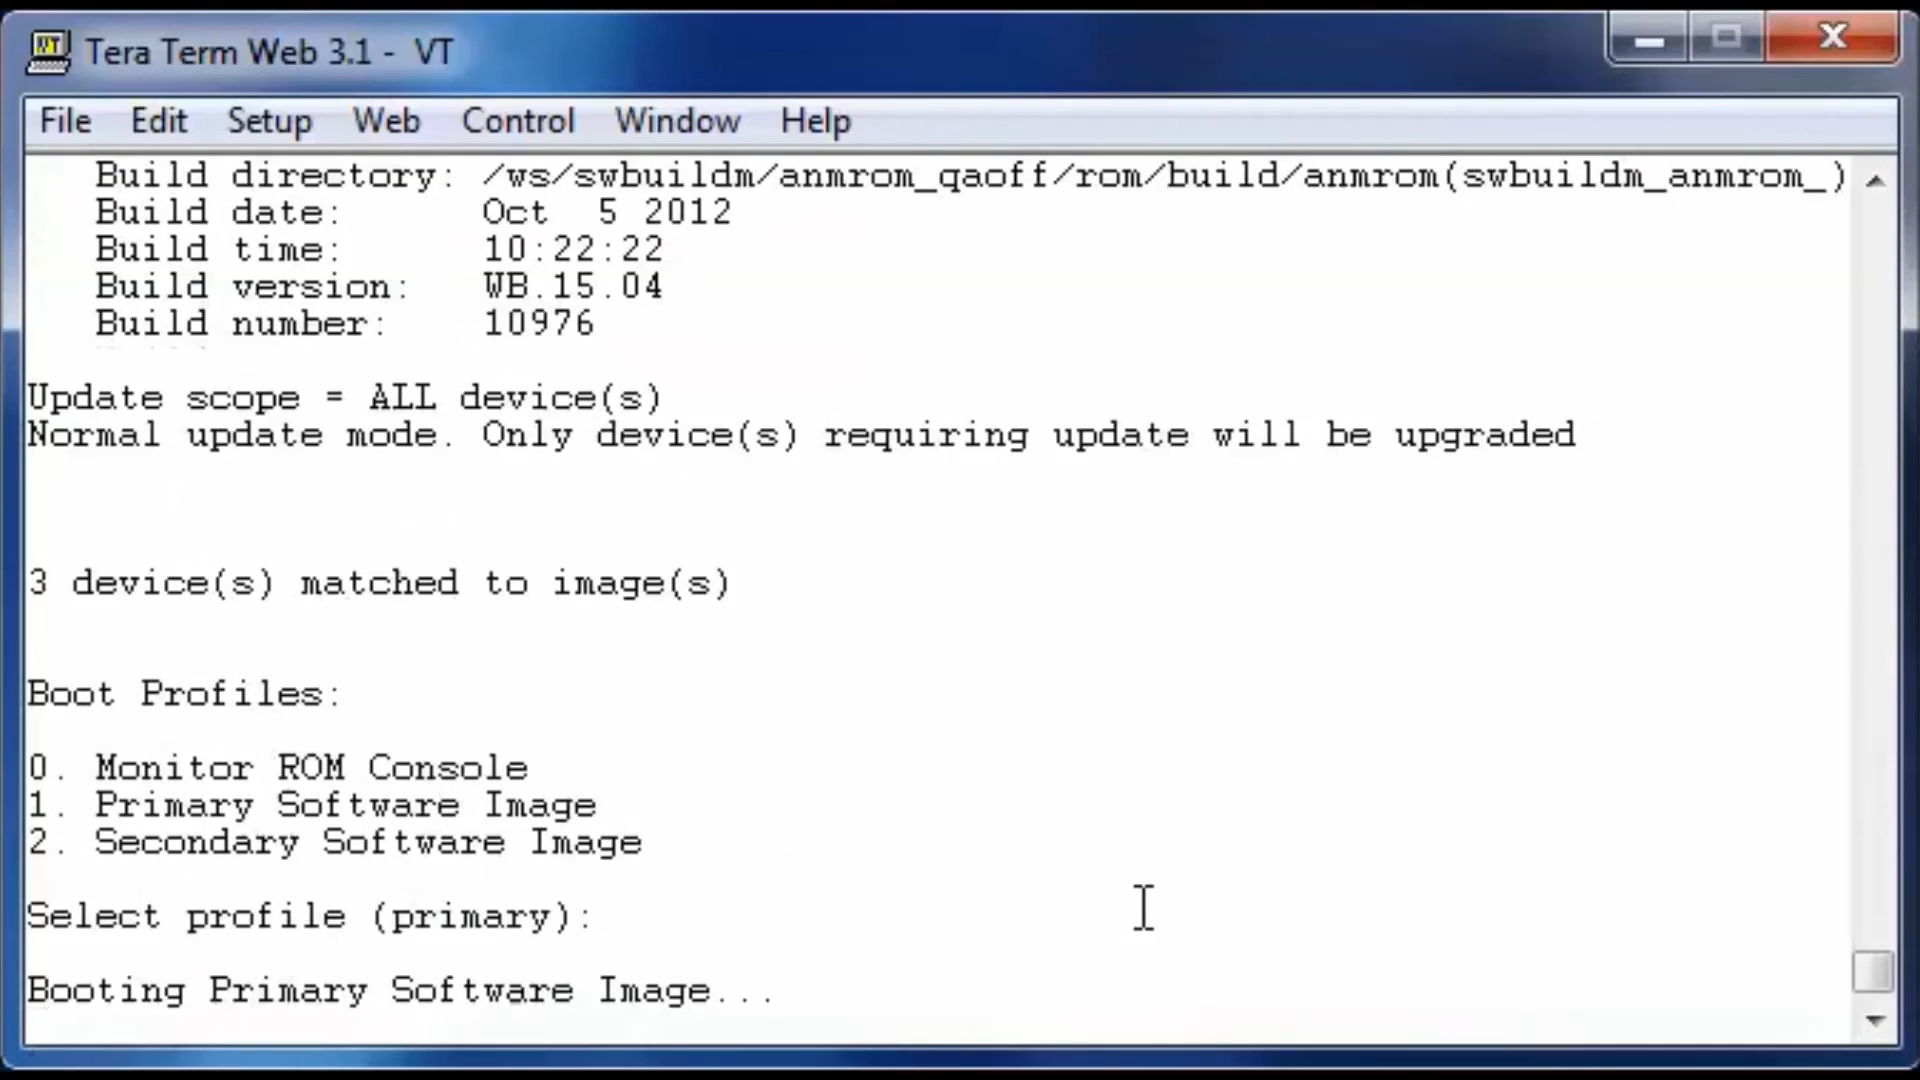 Tera Term Web 3.1 - VT
File Edit Setup Web Control Window Help
Build directory: /ws/swbuildm/anmrom_qaoff/rom/build/anmrom(swbuildm_anmrom_)
Build date: Oct 5 2012
Build time: 10:22:22
Build version: WB.15.04
Build number: 10976
Update scope = ALL device(s)
Normal update mode. Only device(s) requiring update will be upgraded
3 device(s) matched to image(s)
Boot Profiles:
0. Monitor ROM Console
1. Primary Software Image
2. Secondary Software Image
Select profile (primary):
Booting Primary Software Image...